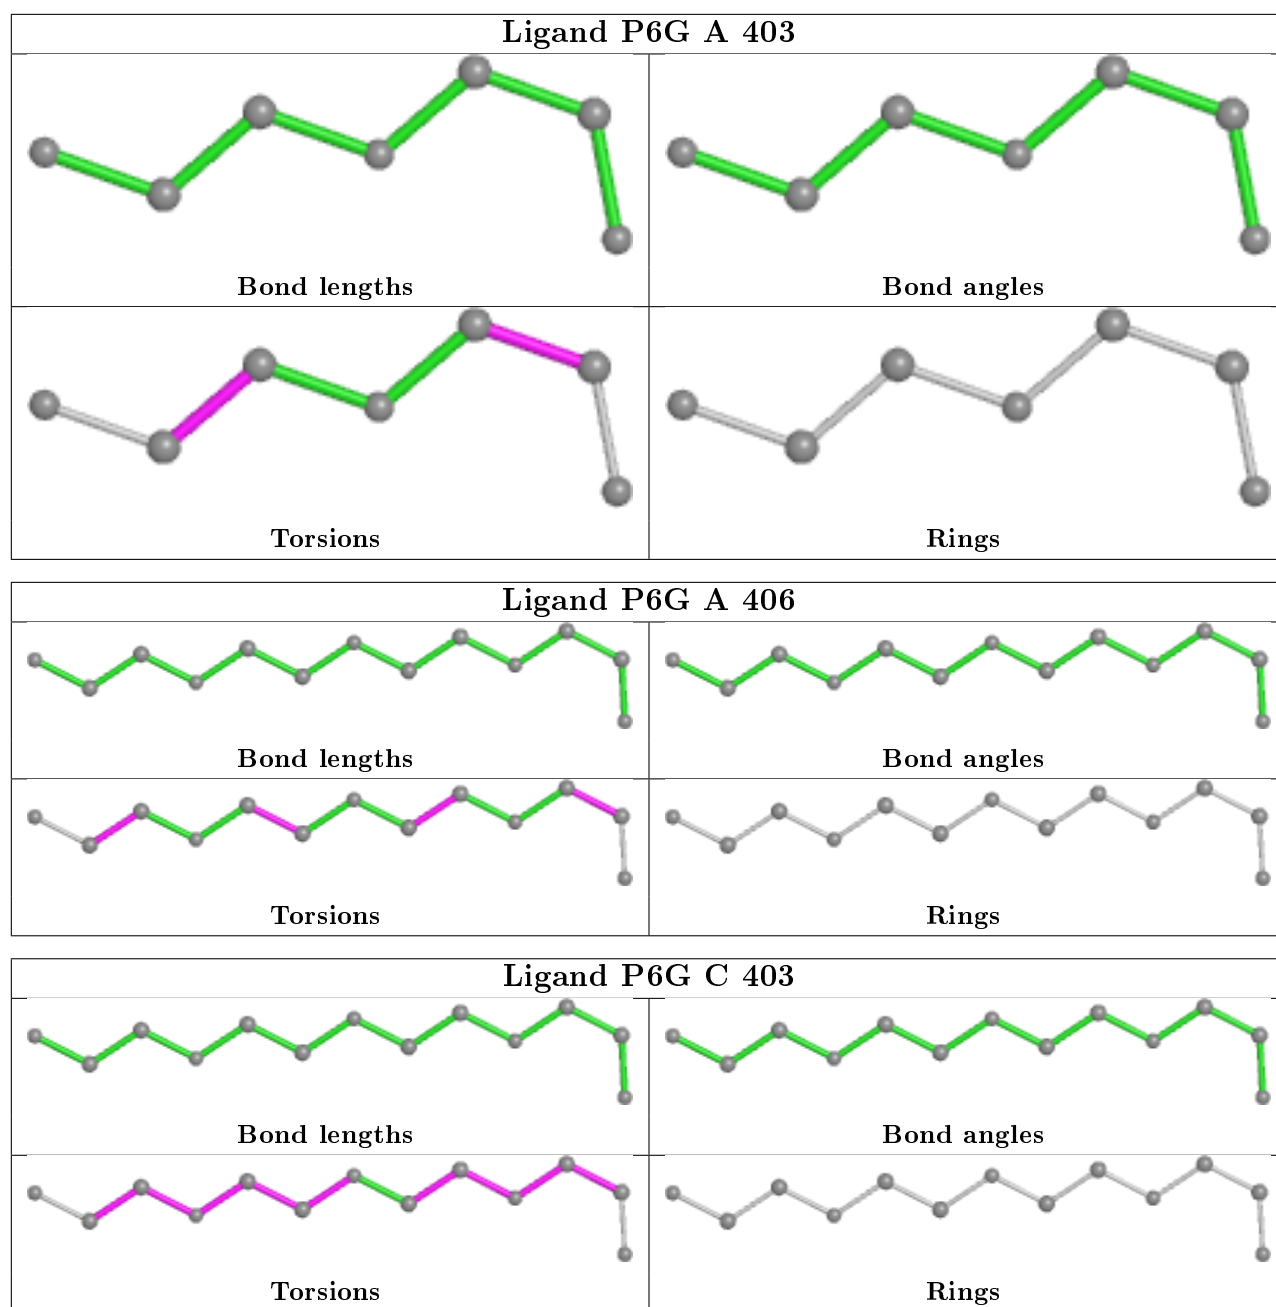 Ligand P6G A 403
Bond lengths
Bond angles
Torsions
Rings
Ligand P6G A 406
Bond lengths
Bond angles
Torsions
Rings
Ligand P6G C 403
Bond lengths
Bond angles
Torsions
Rings